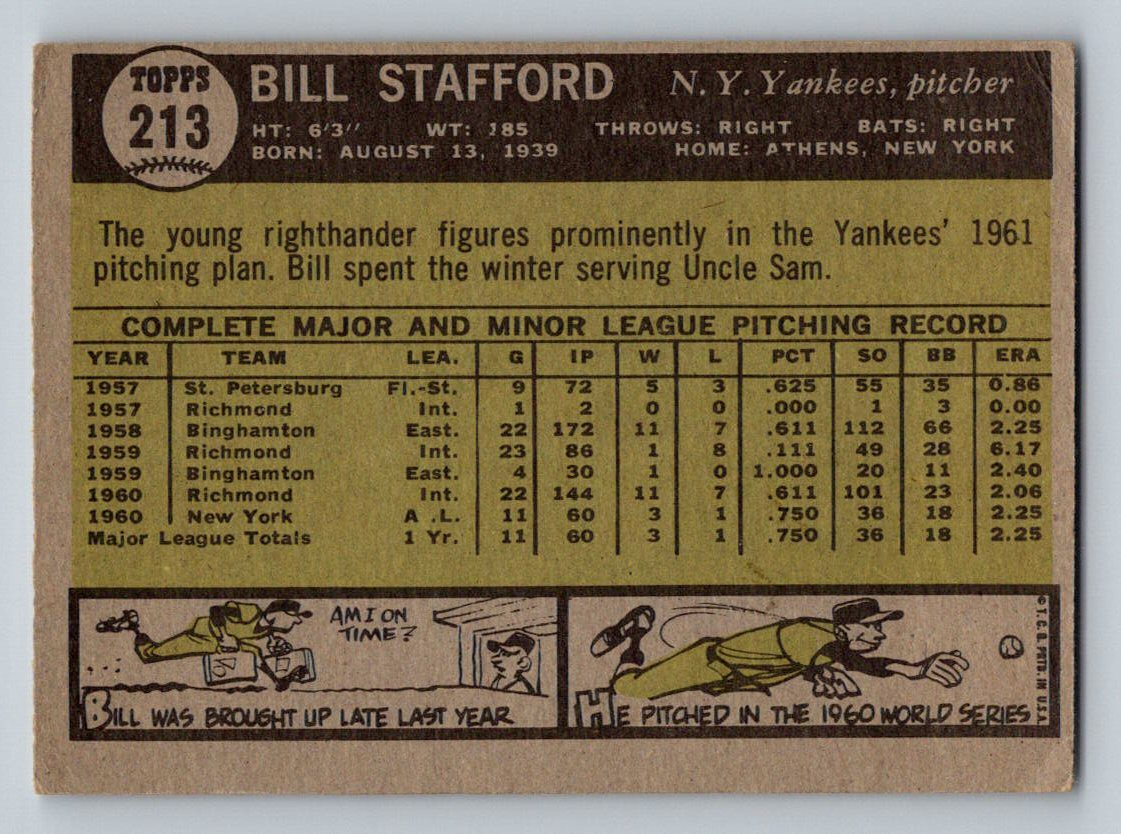 TOPPS
213
BILL STAFFORD N. Y. Yankees, pitcher
HT: 6'3" WT: 185 THROWS: RIGHT BATS: RIGHT
BORN: AUGUST 13, 1939 HOME: ATHENS, NEW YORK
The young righthander figures prominently in the Yankees' 1961
pitching plan. Bill spent the winter serving Uncle Sam.
COMPLETE MAJOR AND MINOR LEAGUE PITCHING RECORD
YEAR TEAM LEA. G IP W L PCT SO BB ERA
1957 St. Petersburg Fl.-St. 9 72 5 3 .625 55 35 0.86
1957 Richmond Int. 1 2 0 0 .000 1 3 0.00
1958 Binghamton East. 22 172 11 7 .611 112 66 2.25
1959 Richmond Int. 23 86 1 8 .111 49 28 6.17
1959 Binghamton East. 4 30 1 0 1.000 20 11 2.40
1960 Richmond Int. 22 144 11 7 .611 101 23 2.06
1960 New York A .L. 11 60 3 1 .750 36 18 2.25
Major League Totals 1 Yr. 11 60 3 1 .750 36 18 2.25
AM I ON
TIME?
BILL WAS BROUGHT UP LATE LAST YEAR
HE PITCHED IN THE 1960 WORLD SERIES
© T.C.G. PRTD. IN U.S.A.